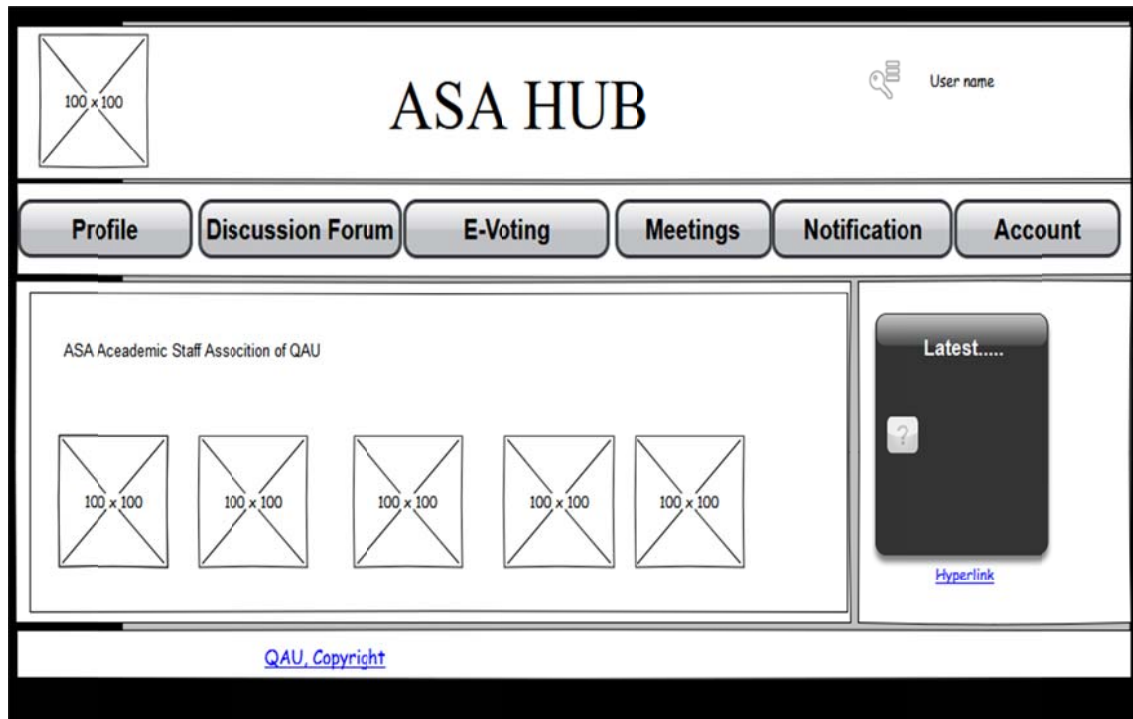 100 x 100
ASA HUB
User name
Profile
Discussion Forum
E-Voting
Meetings
Notification
Account
ASA Aceademic Staff Assocition of QAU
100 x 100
100 x 100
100 x 100
100 x 100
100 x 100
Latest.....
?
Hyperlink
QAU, Copyright